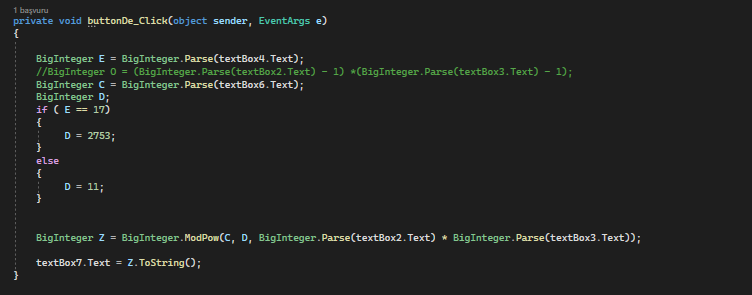 1 başvuru
private void buttonDe_Click(object sender, EventArgs e)
{
BigInteger E = BigInteger.Parse(textBox4.Text);
//BigInteger O = (BigInteger.Parse(textBox2.Text) - 1) *(BigInteger.Parse(textBox3.Text) - 1);
BigInteger C = BigInteger.Parse(textBox6.Text);
BigInteger D;
if ( E == 17)
{
D = 2753;
}
else
{
D = 11;
}
BigInteger Z = BigInteger.ModPow(C, D, BigInteger.Parse(textBox2.Text) * BigInteger.Parse(textBox3.Text));
textBox7.Text = Z.ToString();
}